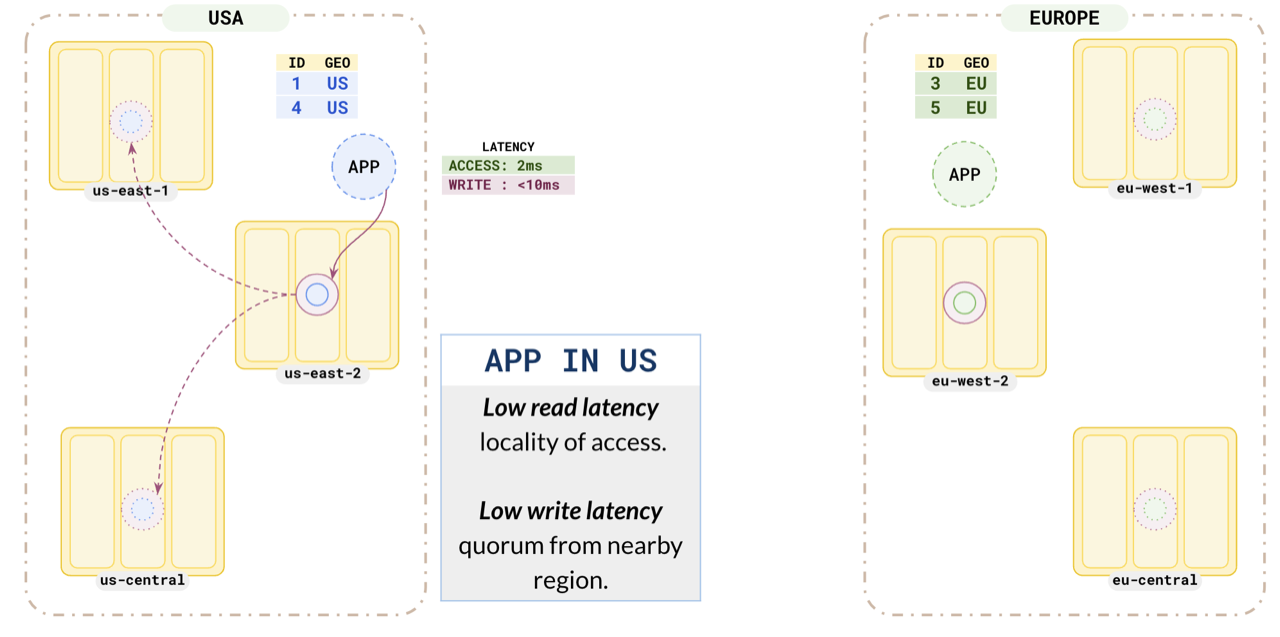 USA
ID GEO
1 US
4 US
APP
us-east-1
us-east-2
us-central
LATENCY
ACCESS: 2ms
WRITE : <10ms
APP IN US
Low read latency
locality of access.
Low write latency
quorum from nearby
region.
EUROPE
ID GEO
3 EU
5 EU
APP
eu-west-1
eu-west-2
eu-central